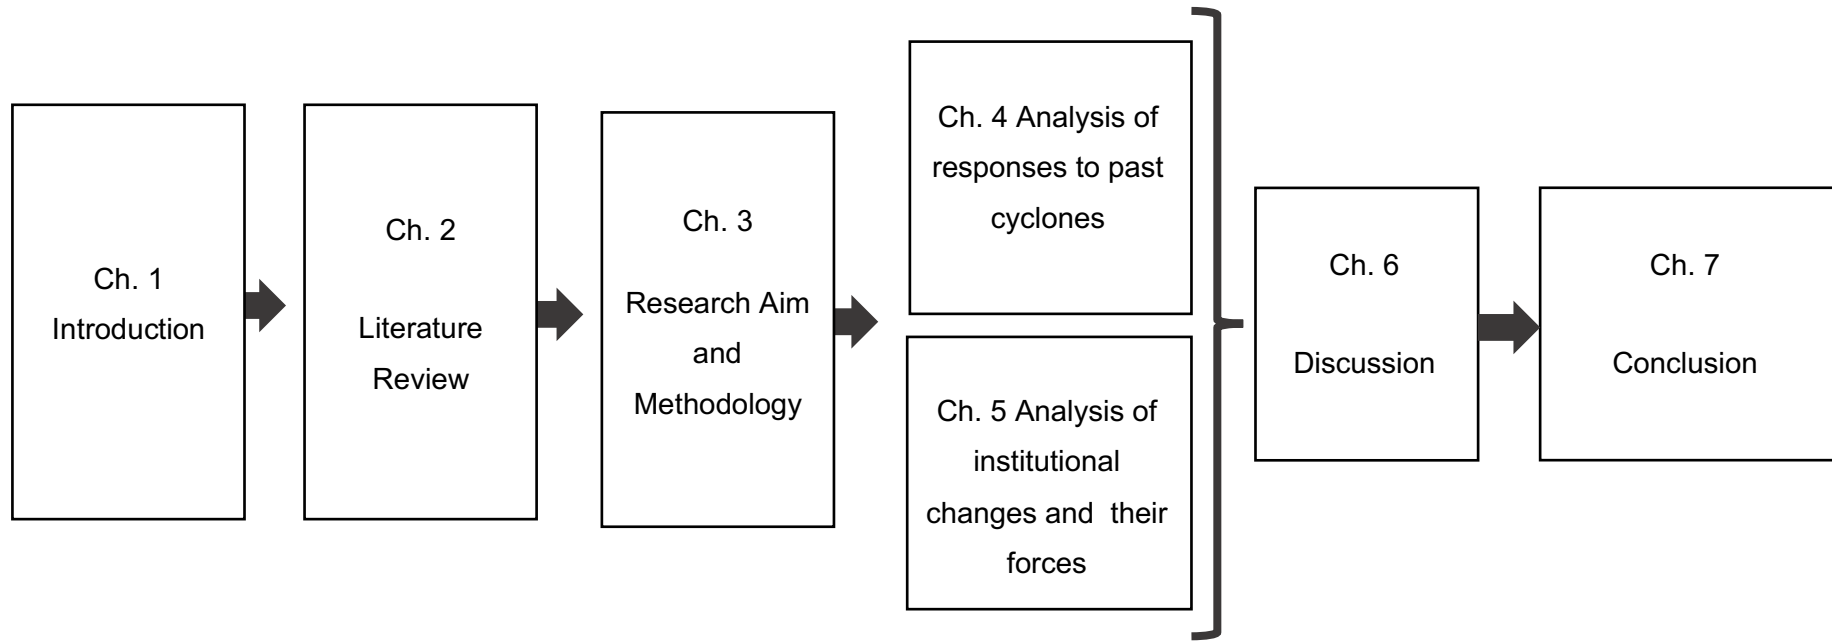 Ch. 1
Introduction
Ch. 2
Literature
Review
Ch. 3
Research Aim
and
Methodology
Ch. 4 Analysis of
responses to past
cyclones
Ch. 5 Analysis of
institutional
changes and their
forces
Ch. 6
Discussion
Ch. 7
Conclusion